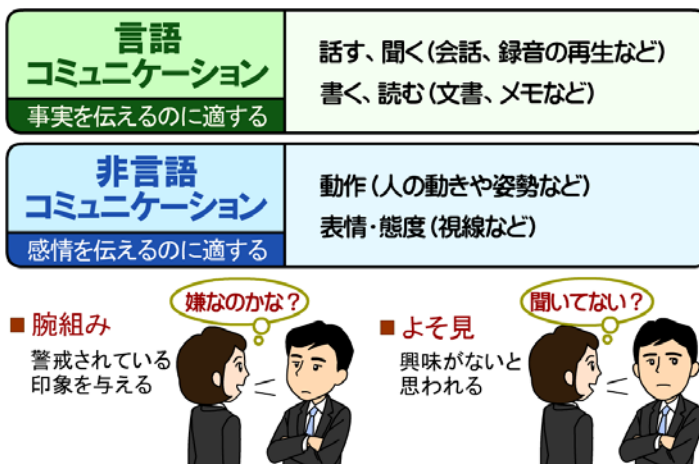 言語
コミュニケーション
事実を伝えるのに適する
話す、聞く(会話、録音の再生など)
書く、読む(文書、メモなど)
非言語
コミュニケーション
感情を伝えるのに適する
動作(人の動きや姿勢など)
表情・態度(視線など)
■ 腕組み
警戒されている
印象を与える
嫌なのかな?
■ よそ見
興味がないと
思われる
聞いてない?